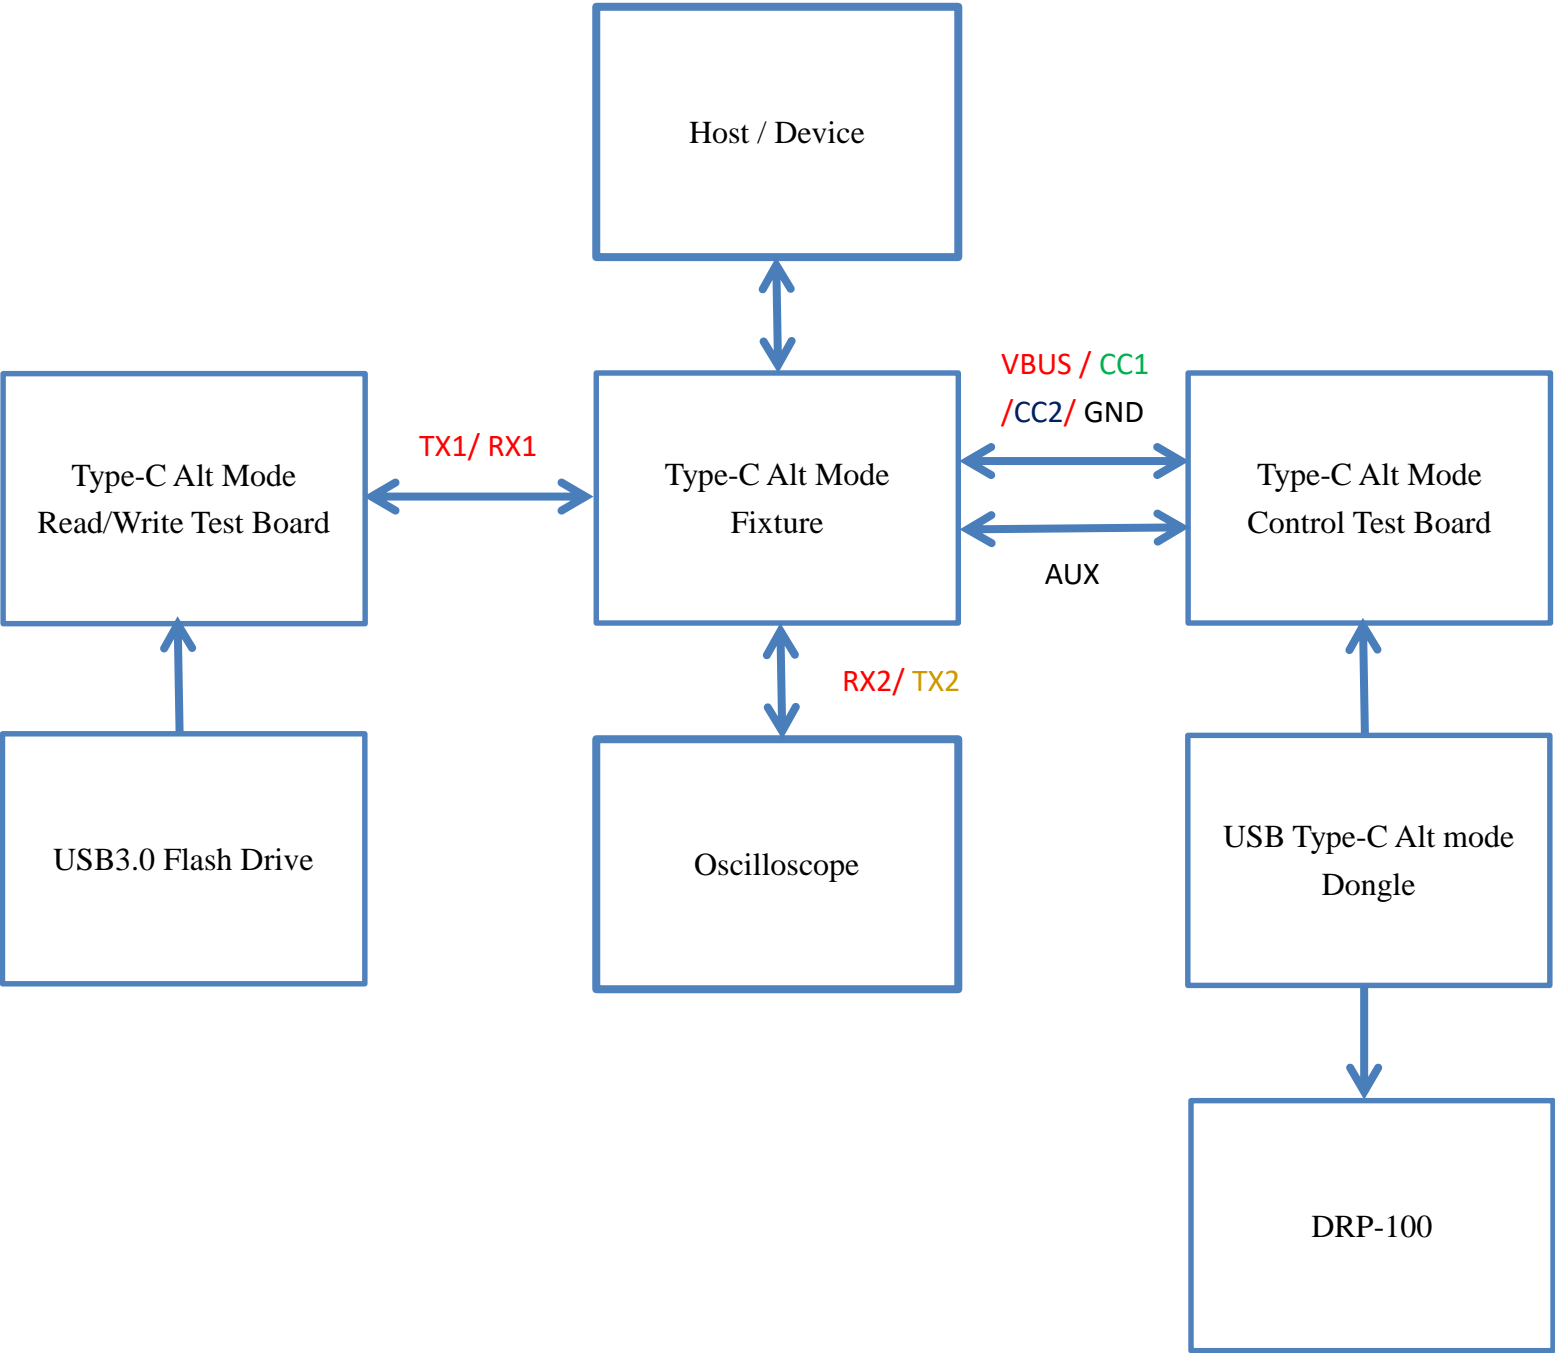 Host / Device
VBUS / CC1
/CC2/ GND
TX1/ RX1
Type-C Alt Mode
Read/Write Test Board
Type-C Alt Mode
Fixture
Type-C Alt Mode
Control Test Board
AUX
RX2/ TX2
USB3.0 Flash Drive
Oscilloscope
USB Type-C Alt mode
Dongle
DRP-100